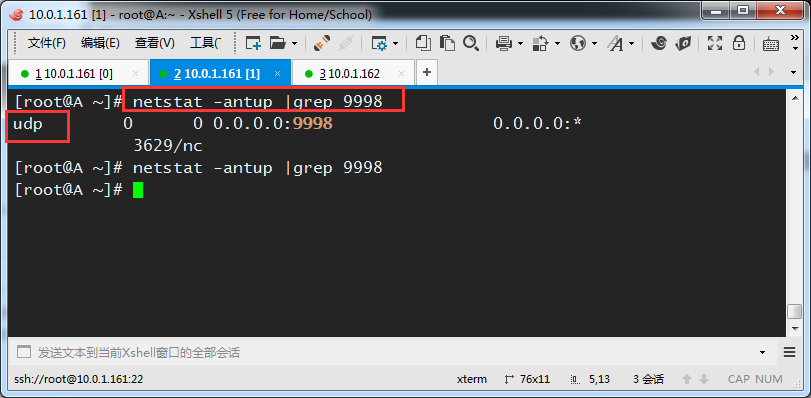 10.0.1.161 [1] - root@A:~ - Xshell 5 (Free for Home/School)
文件(F) 编辑(E) 查看(V) 工具(
1 10.0.1.161 [0] × 2 10.0.1.161 [1] × 3 10.0.1.162 × +
[root@A ~]# netstat -antup |grep 9998
udp 0 0 0.0.0.0:9998 0.0.0.0:*
3629/nc
[root@A ~]# netstat -antup |grep 9998
[root@A ~]#
发送文本到当前Xshell窗口的全部会话
ssh://root@10.0.1.161:22 xterm 76x11 5,13 3 会话 CAP NUM